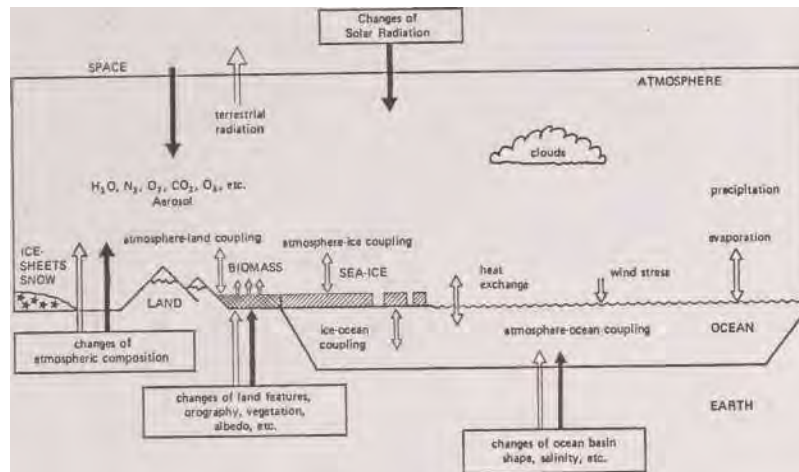 Changes of
Solar Radiation
SPACE
ATMOSPHERE
terrestrial
radiation
clouds
H₂O, N₂, O₂, CO₂, O₃, etc.
Aerosol
precipitation
atmosphere-land coupling
atmosphere-ice coupling
evaporation
ICE-
SHEETS
SNOW
BIOMASS
SEA-ICE
heat
exchange
wind stress
LAND
ice-ocean
coupling
atmosphere-ocean-coupling
OCEAN
changes of
atmospheric composition
changes of land features,
orography, vegetation,
albedo, etc.
EARTH
changes of ocean basin
shape, salinity, etc.